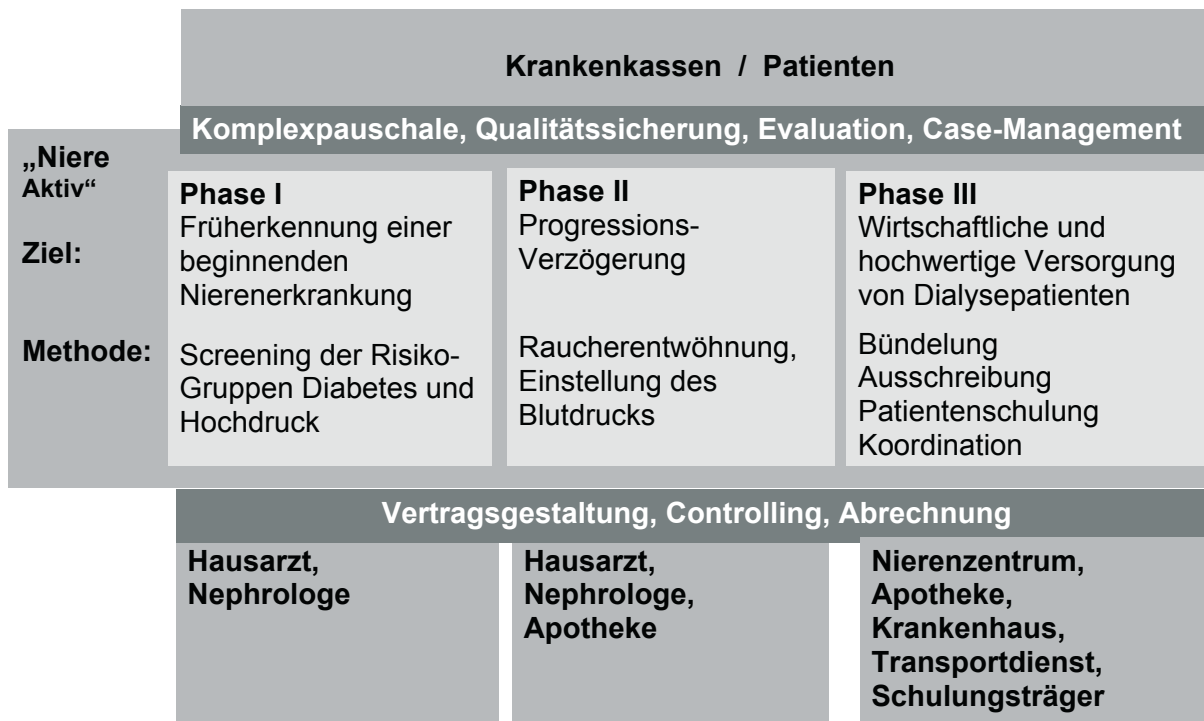 Krankenkassen / Patienten
Komplexpauschale, Qualitätssicherung, Evaluation, Case-Management
„Niere
Aktiv“
Ziel:
Methode:
Phase I
Früherkennung einer
beginnenden
Nierenerkrankung
Screening der Risiko-
Gruppen Diabetes und
Hochdruck
Phase II
Progressions-
Verzögerung
Raucherentwöhnung,
Einstellung des
Blutdrucks
Phase III
Wirtschaftliche und
hochwertige Versorgung
von Dialysepatienten
Bündelung
Ausschreibung
Patientenschulung
Koordination
Vertragsgestaltung, Controlling, Abrechnung
Hausarzt,
Nephrologe
Hausarzt,
Nephrologe,
Apotheke
Nierenzentrum,
Apotheke,
Krankenhaus,
Transportdienst,
Schulungsträger